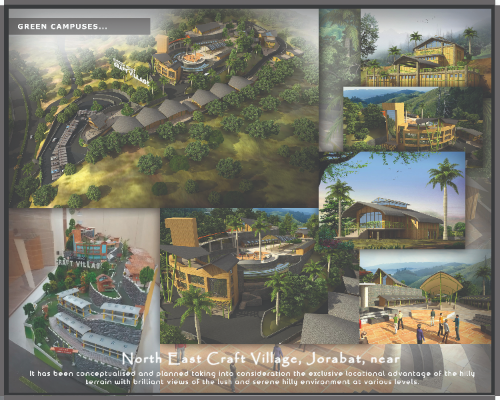 GREEN CAMPUSES...
CRAFT VILLAGE
North East Craft Village, Jorabat, near
It has been conceptualised and planned taking into consideration the exclusive locational advantage of the hilly
terrain with brilliant views of the lush and serene hilly environment as various levels.